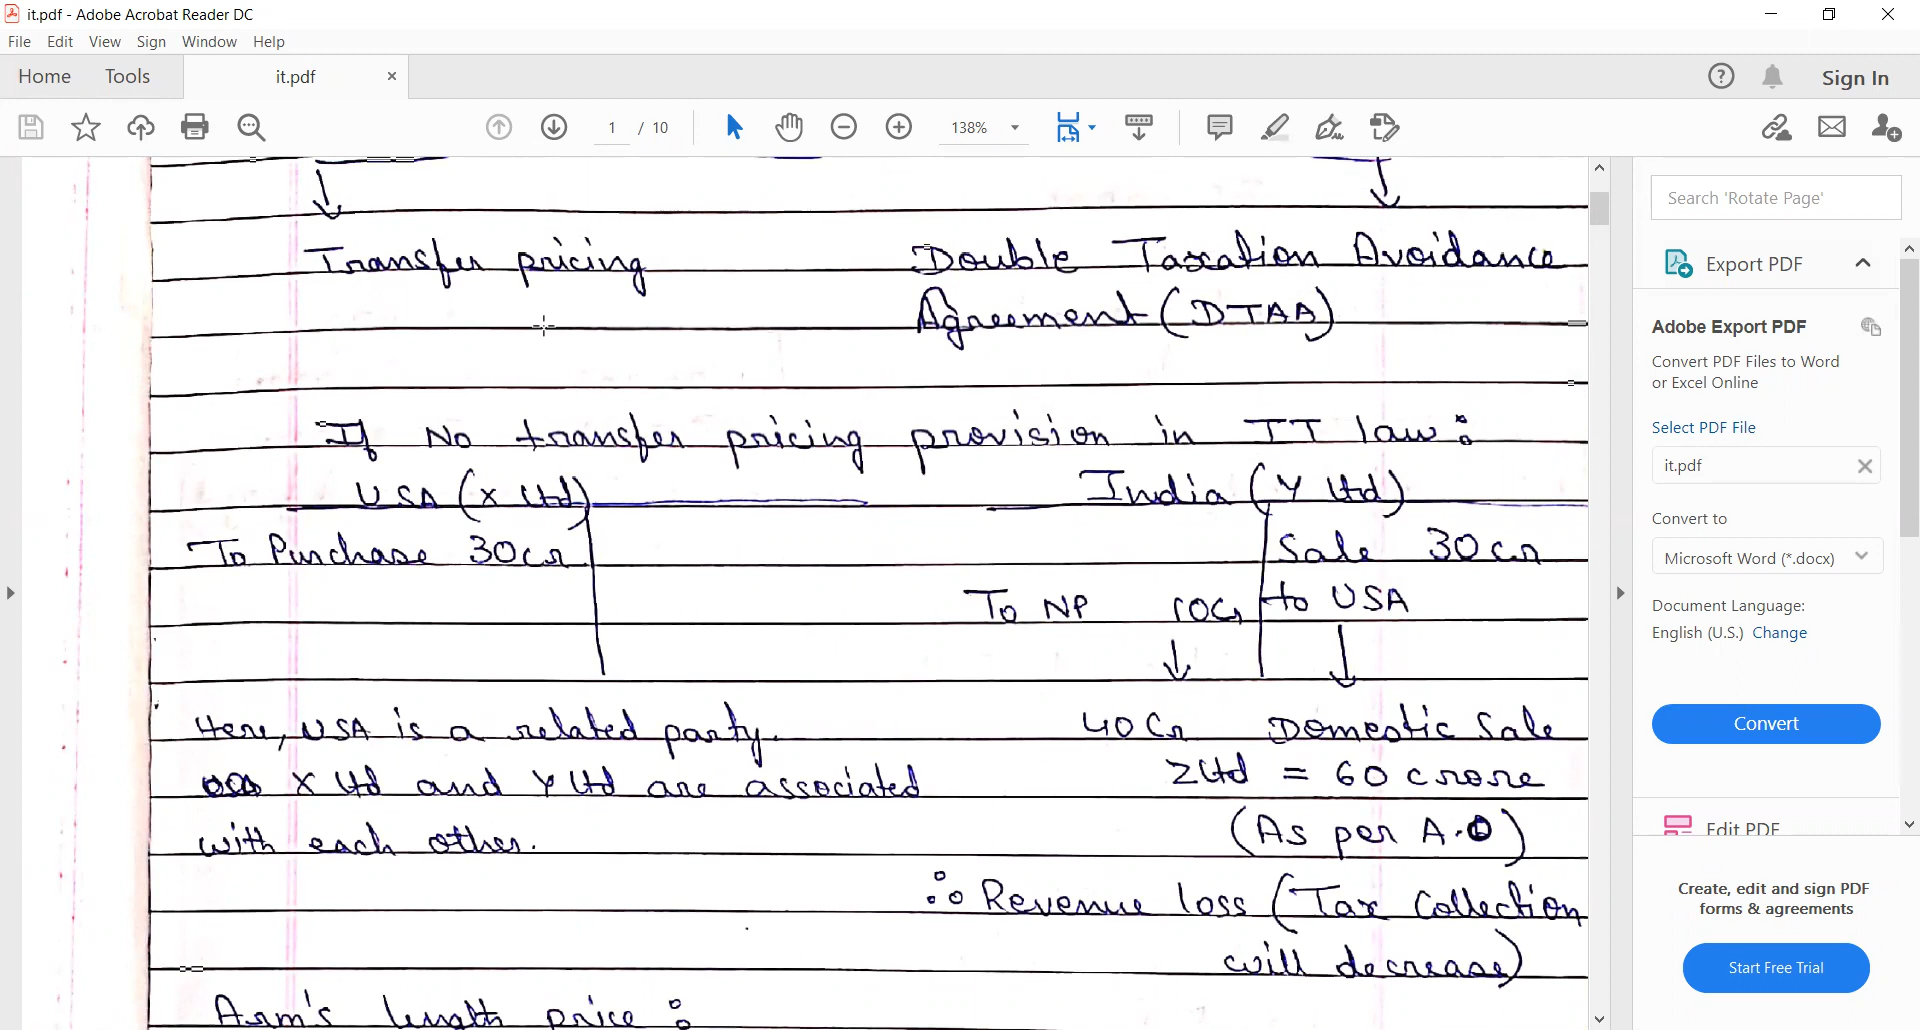 it.pdf - Adobe Acrobat Reader DC
File Edit View Sign Window Help
Home Tools it.pdf × Sign In
1 / 10 138%
Transfer pricing Double Taxation Avoidance
Agreement (DTAA)
If No transfer pricing provision in IT law :
USA (X Ltd) India (Y Ltd)
To Purchase 30cr Sale 30cr
To NP 10Cr to USA
Here, USA is a related party. 40 Cr Domestic Sale
X Ltd and Y Ltd are associated Z Ltd = 60 crore
with each other. (As per A.O)
∴ Revenue loss (Tax Collection
will decrease)
Arm's length price :
Search 'Rotate Page'
Export PDF
Adobe Export PDF
Convert PDF Files to Word
or Excel Online
Select PDF File
it.pdf
Convert to
Microsoft Word (*.docx)
Document Language:
English (U.S.) Change
Convert
Edit PDF
Create, edit and sign PDF
forms & agreements
Start Free Trial